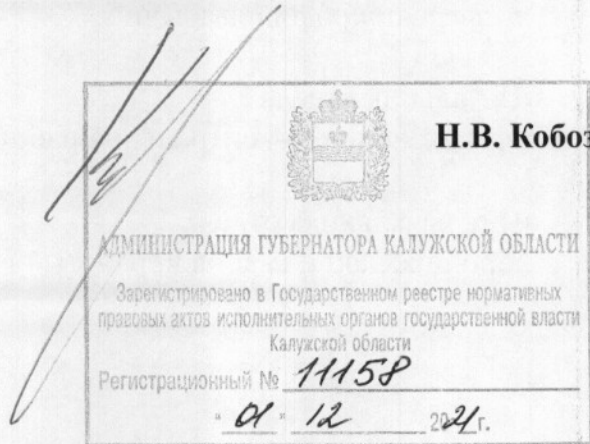 Н.В. Кобоз
АДМИНИСТРАЦИЯ ГУБЕРНАТОРА КАЛУЖСКОЙ ОБЛАСТИ
Зарегистрировано в Государственном реестре нормативных
правовых актов исполнительных органов государственной власти
Калужской области
Регистрационный № 11158
"01" 12 2021г.